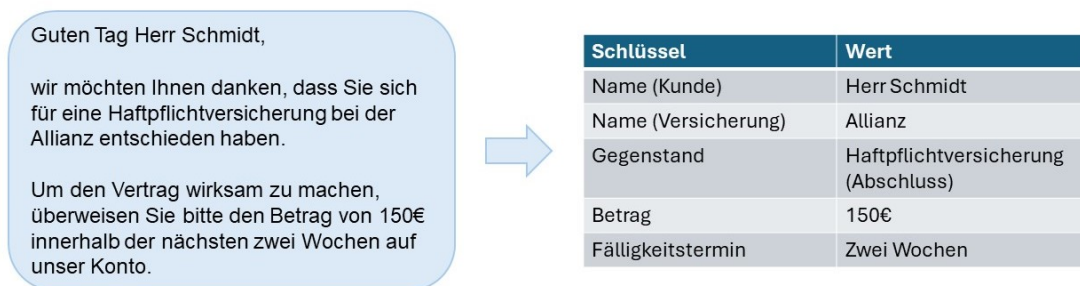 Guten Tag Herr Schmidt,
wir möchten Ihnen danken, dass Sie sich
für eine Haftpflichtversicherung bei der
Allianz entschieden haben.
Um den Vertrag wirksam zu machen,
überweisen Sie bitte den Betrag von 150€
innerhalb der nächsten zwei Wochen auf
unser Konto.
Schlüssel Wert
Name (Kunde) Herr Schmidt
Name (Versicherung) Allianz
Gegenstand Haftpflichtversicherung
(Abschluss)
Betrag 150€
Fälligkeitstermin Zwei Wochen